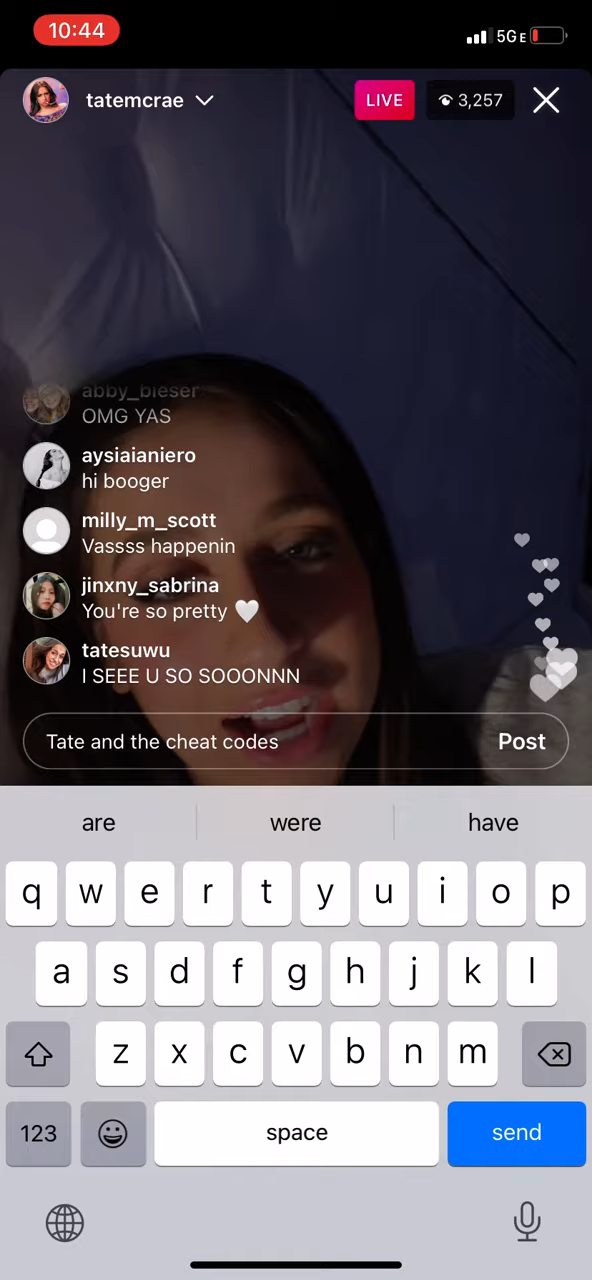 10:44
5GE
tatemcrae
LIVE
3,257
abby_bieser
OMG YAS
aysiaianiero
hi booger
milly_m_scott
Vassss happenin
jinxny_sabrina
You're so pretty 🤍
tatesuwu
I SEEE U SO SOOONNN
Tate and the cheat codes
Post
are were have
q w e r t y u i o p
a s d f g h j k l
z x c v b n m
123 space send